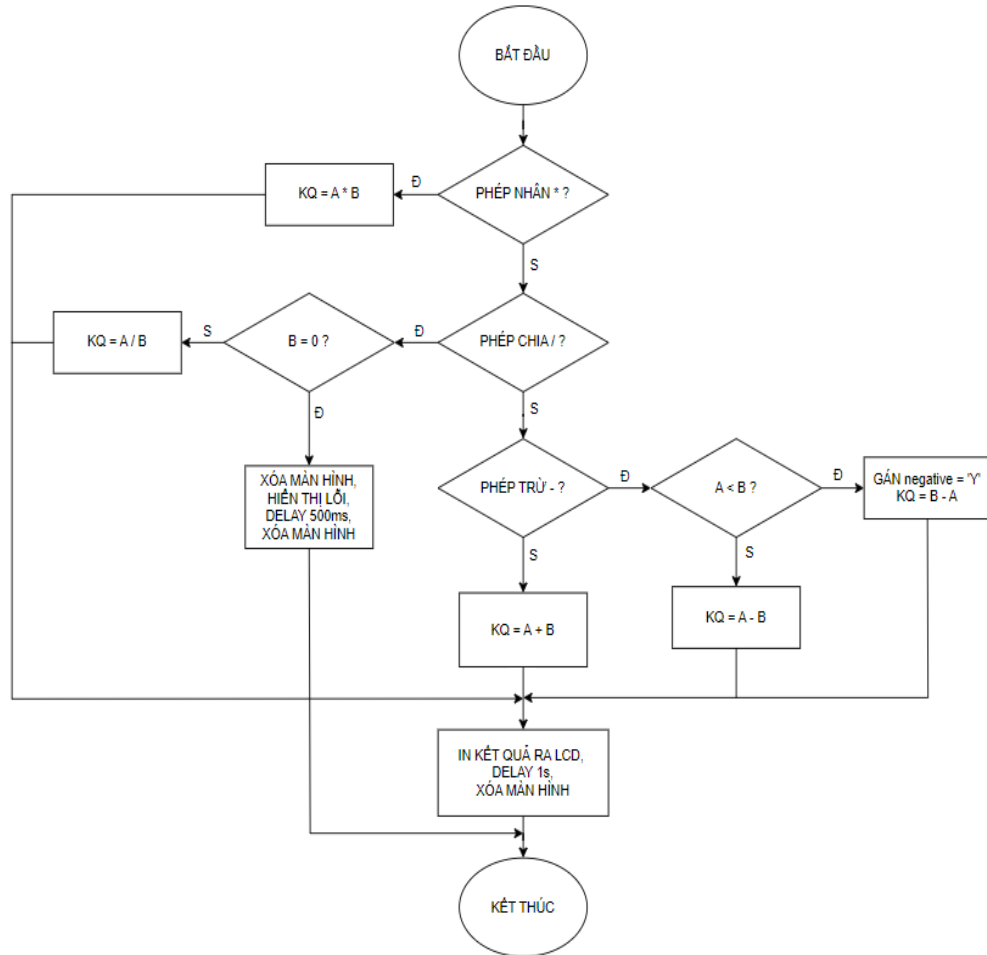 BẮT ĐẦU
KQ = A * B
Đ
PHÉP NHÂN * ?
S
KQ = A / B
S
B = 0 ?
Đ
PHÉP CHIA / ?
Đ
S
XÓA MÀN HÌNH,
HIỂN THỊ LỖI,
DELAY 500ms,
XÓA MÀN HÌNH
PHÉP TRỪ - ?
Đ
A < B ?
Đ
GÁN negative = 'Y'
KQ = B - A
S
S
KQ = A + B
KQ = A - B
IN KẾT QUẢ RA LCD,
DELAY 1s,
XÓA MÀN HÌNH
KẾT THÚC